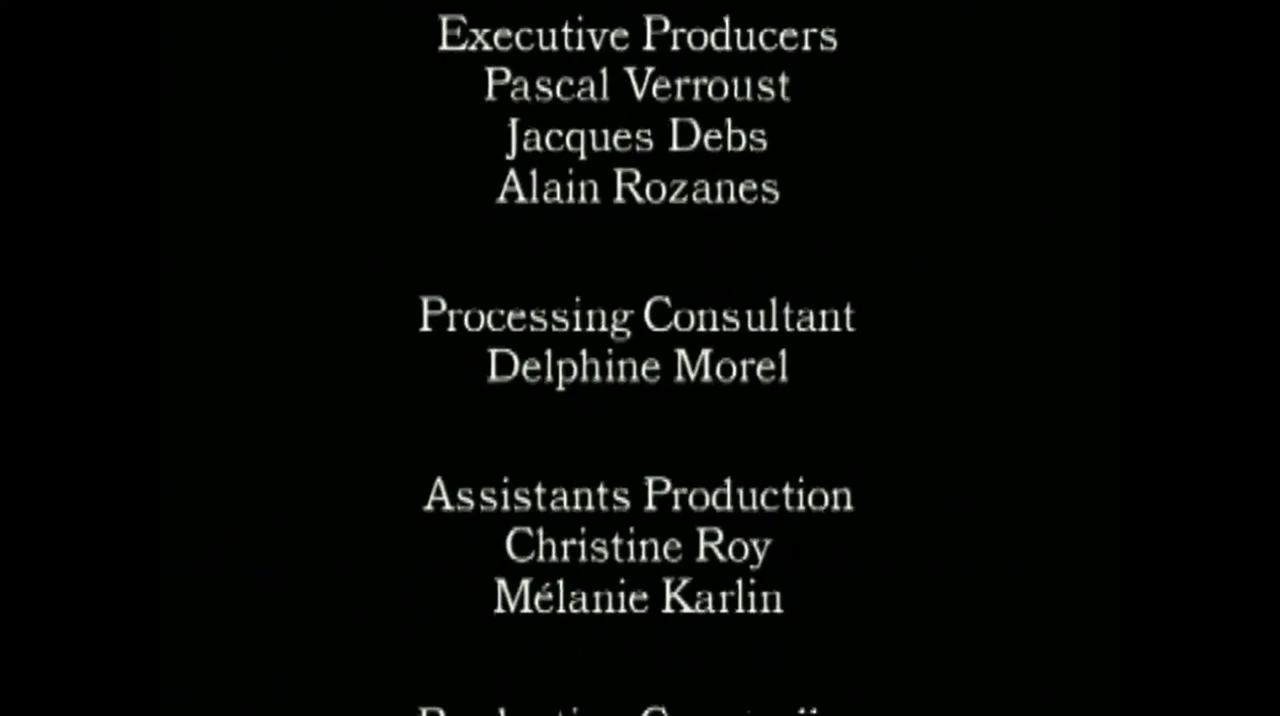 Executive Producers
Pascal Verroust
Jacques Debs
Alain Rozanes
Processing Consultant
Delphine Morel
Assistants Production
Christine Roy
Mélanie Karlin